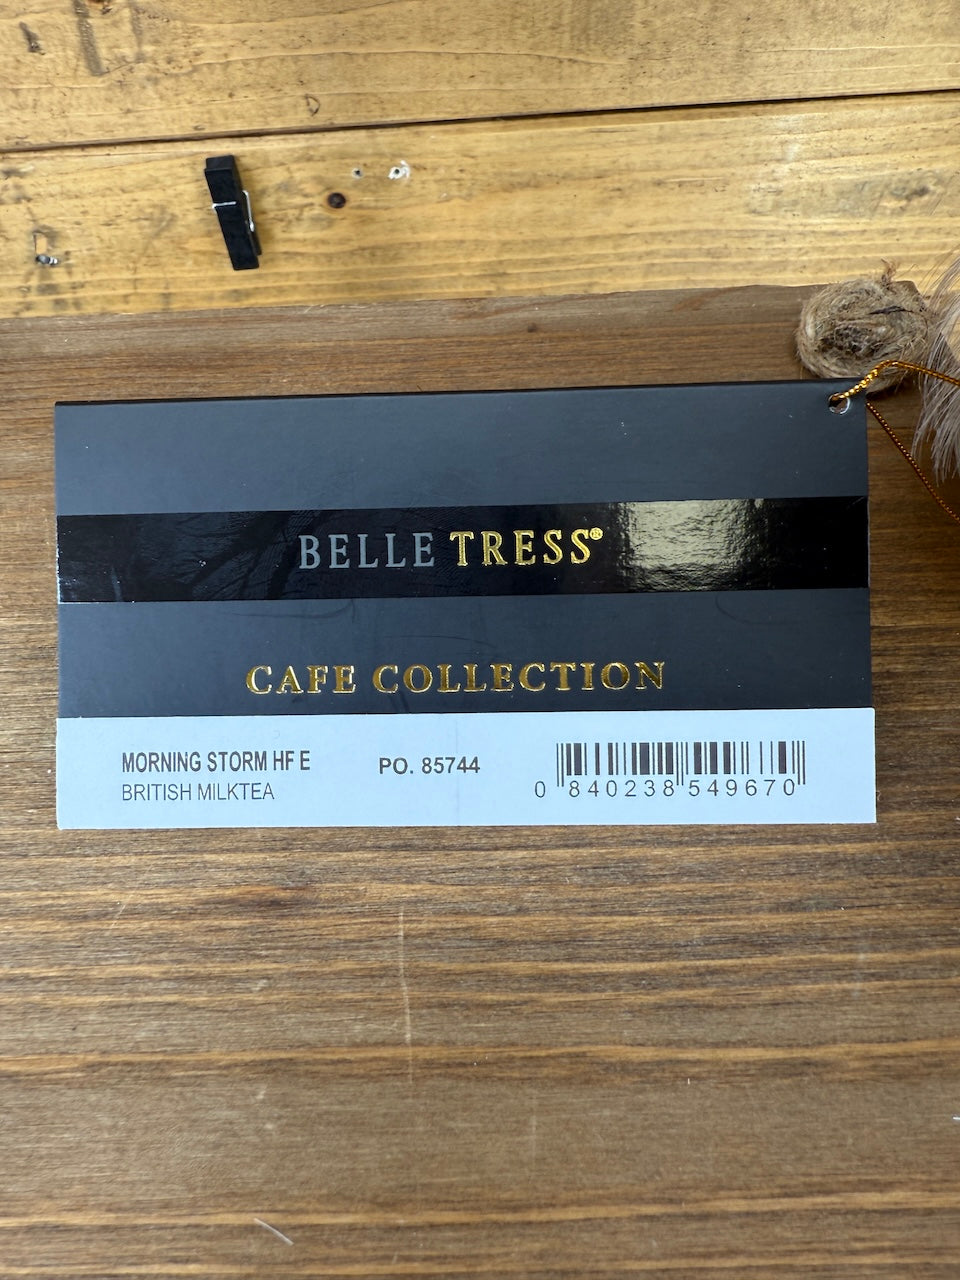 BELLE TRESS®
CAFE COLLECTION
MORNING STORM HF E
BRITISH MILKTEA
PO. 85744
0 840238 549670